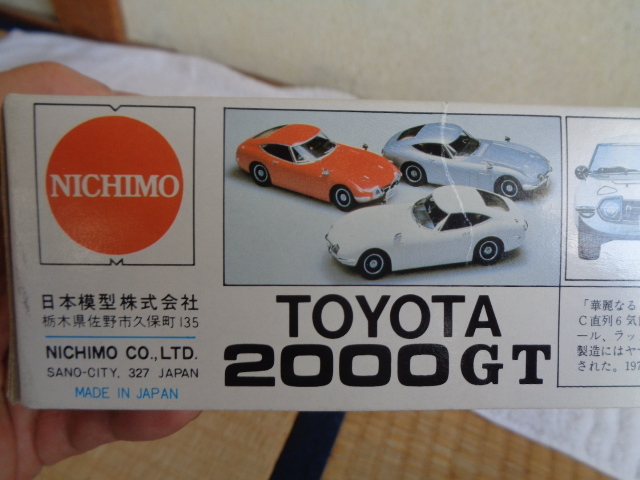 NICHIMO
日本模型株式会社
栃木県佐野市久保町135
NICHIMO CO.,LTD.
SANO-CITY. 327 JAPAN
MADE IN JAPAN
TOYOTA
2000GT
「華麗なる
C直列6気
ール、ラッ
製造にはヤ
された。197